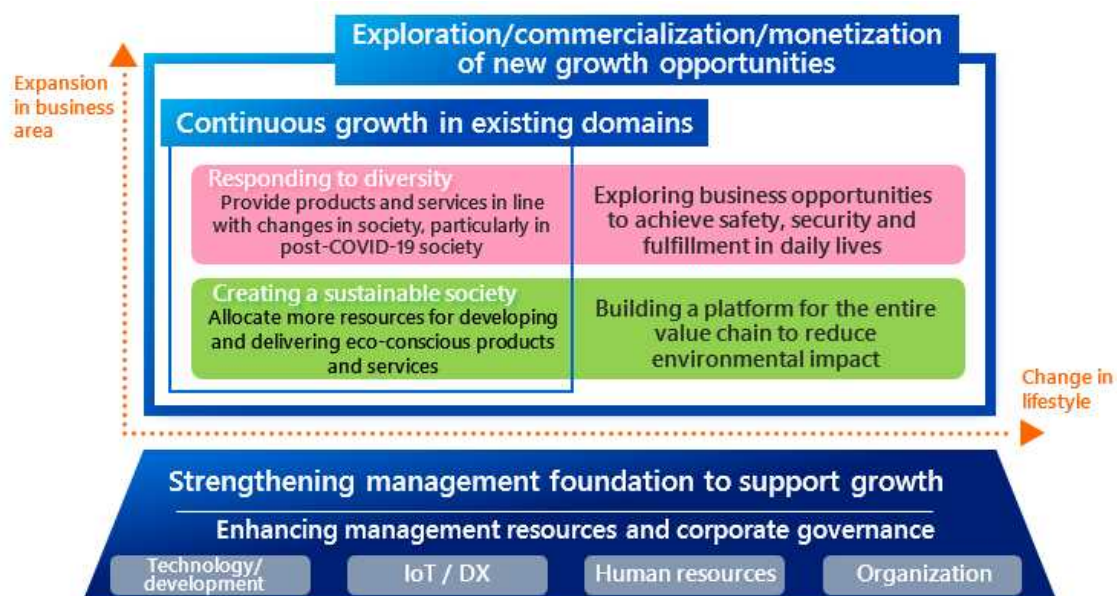 Exploration/commercialization/monetization
of new growth opportunities
Expansion
in business
area
Continuous growth in existing domains
Responding to diversity
Provide products and services in line
with changes in society, particularly in
post-COVID-19 society
Exploring business opportunities
to achieve safety, security and
fulfillment in daily lives
Creating a sustainable society
Allocate more resources for developing
and delivering eco-conscious products
and services
Building a platform for the entire
value chain to reduce
environmental impact
Change in
lifestyle
Strengthening management foundation to support growth
Enhancing management resources and corporate governance
Technology/
development
IoT / DX
Human resources
Organization